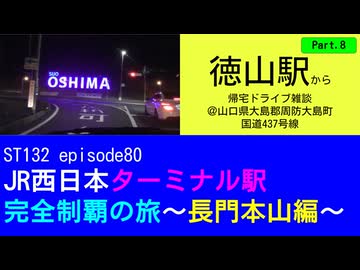 Part.8
SUO
OSHIMA
徳山駅から
帰宅ドライブ雑談
@山口県大島郡周防大島町
国道437号線
ST132 episode80
JR西日本ターミナル駅
完全制覇の旅～長門本山編～